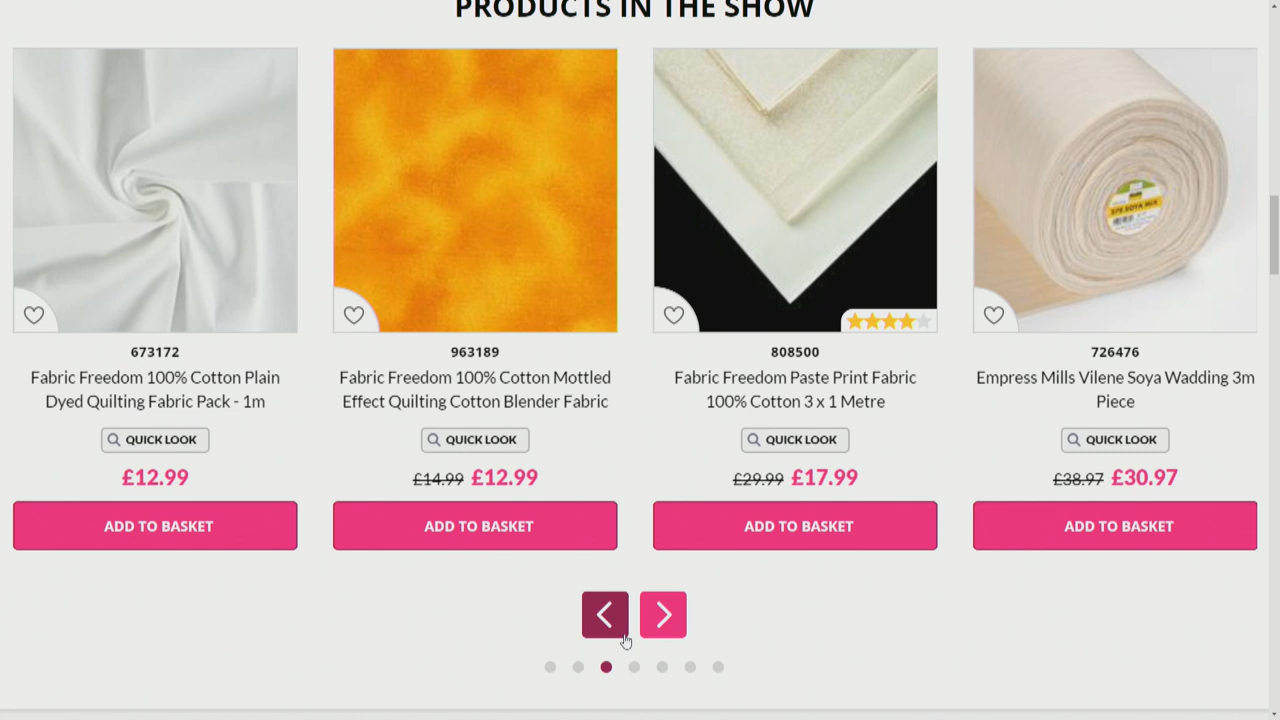 PRODUCTS IN THE SHOW
673172
Fabric Freedom 100% Cotton Plain
Dyed Quilting Fabric Pack - 1m
QUICK LOOK
£12.99
ADD TO BASKET
963189
Fabric Freedom 100% Cotton Mottled
Effect Quilting Cotton Blender Fabric
QUICK LOOK
£14.99 £12.99
ADD TO BASKET
808500
Fabric Freedom Paste Print Fabric
100% Cotton 3 x 1 Metre
QUICK LOOK
£29.99 £17.99
ADD TO BASKET
276 SOYA MIX
726476
Empress Mills Vilene Soya Wadding 3m
Piece
QUICK LOOK
£38.97 £30.97
ADD TO BASKET